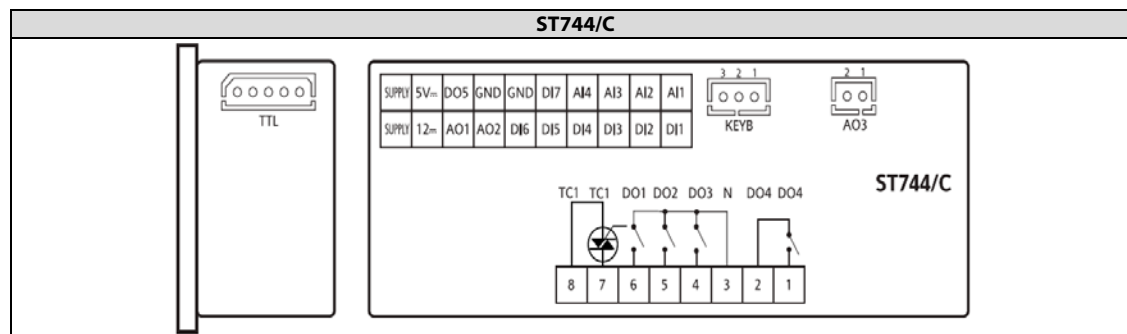 ST744/C
TTL
SUPPLY 5V⎓ DO5 GND GND DI7 AI4 AI3 AI2 AI1
SUPPLY 12⎓ AO1 AO2 DI6 DI5 DI4 DI3 DI2 DI1
3 2 1
KEYB
2 1
AO3
ST744/C
TC1 TC1 DO1 DO2 DO3 N DO4 DO4
8 7 6 5 4 3 2 1